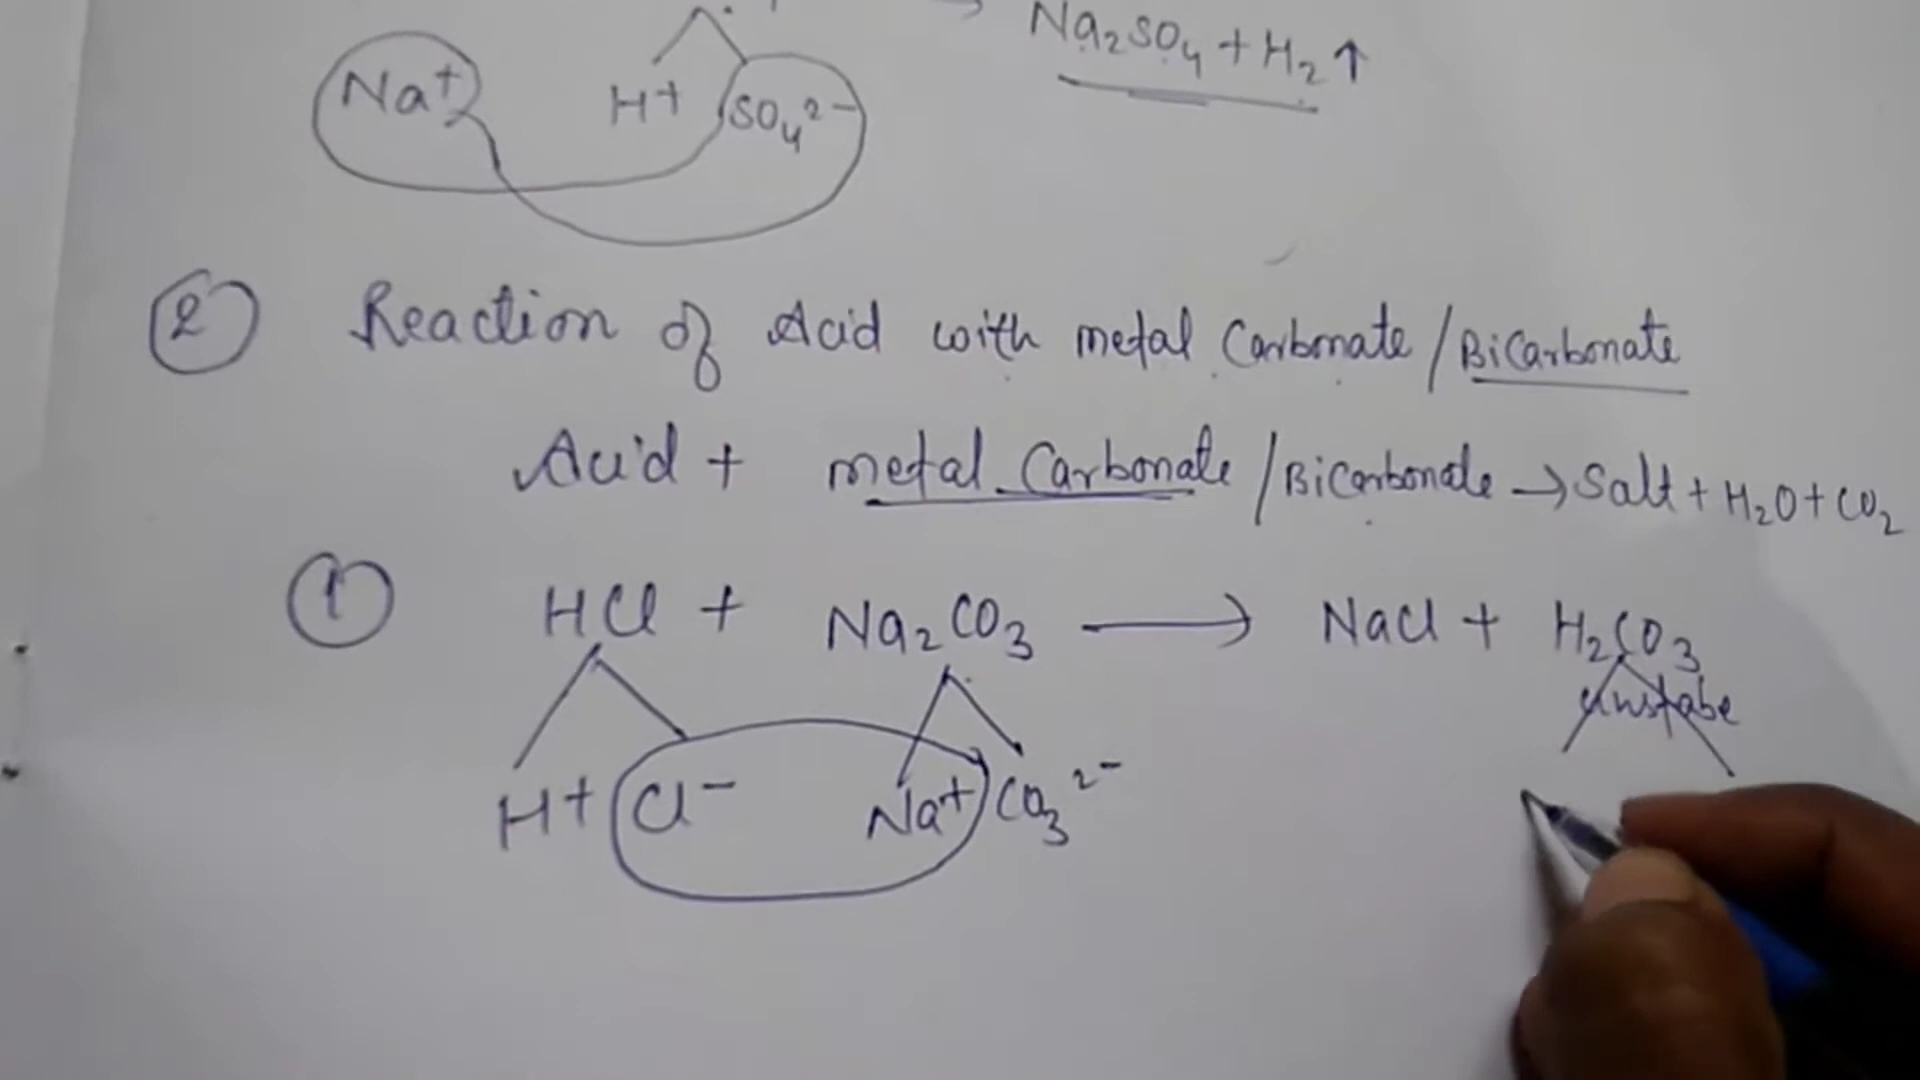 Na₂SO₄ + H₂ ↑
Na⁺ H⁺ SO₄²⁻
② Reaction of Acid with metal Carbonate / BiCarbonate
Acid + metal Carbonate / BiCarbonate → Salt + H₂O + CO₂
① HCl + Na₂CO₃ → NaCl + H₂CO₃
unstabe
H⁺ Cl⁻ Na⁺ CO₃²⁻